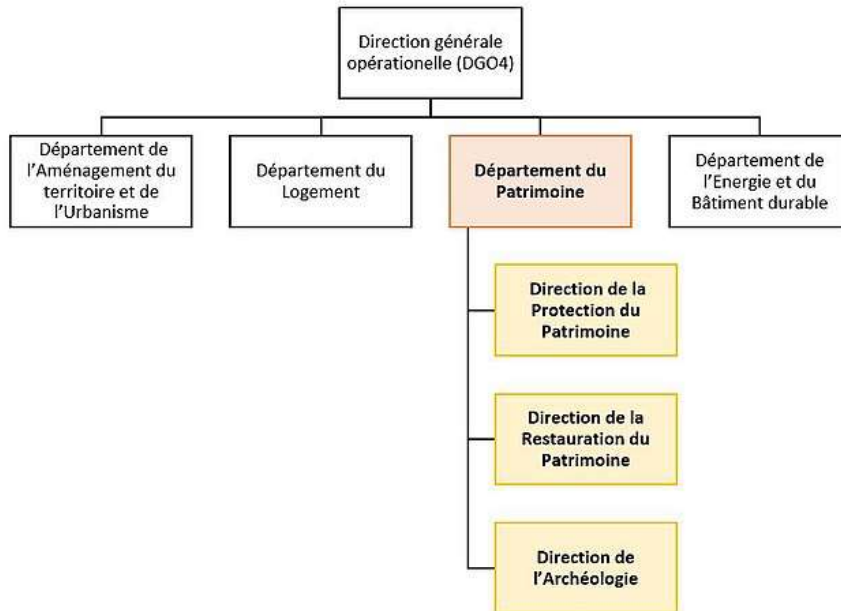 Direction générale
opérationelle (DGO4)
Département de
l'Aménagement du
territoire et de
l'Urbanisme
Département du
Logement
Département du
Patrimoine
Département de
l'Energie et du
Bâtiment durable
Direction de la
Protection du
Patrimoine
Direction de la
Restauration du
Patrimoine
Direction de
l'Archéologie